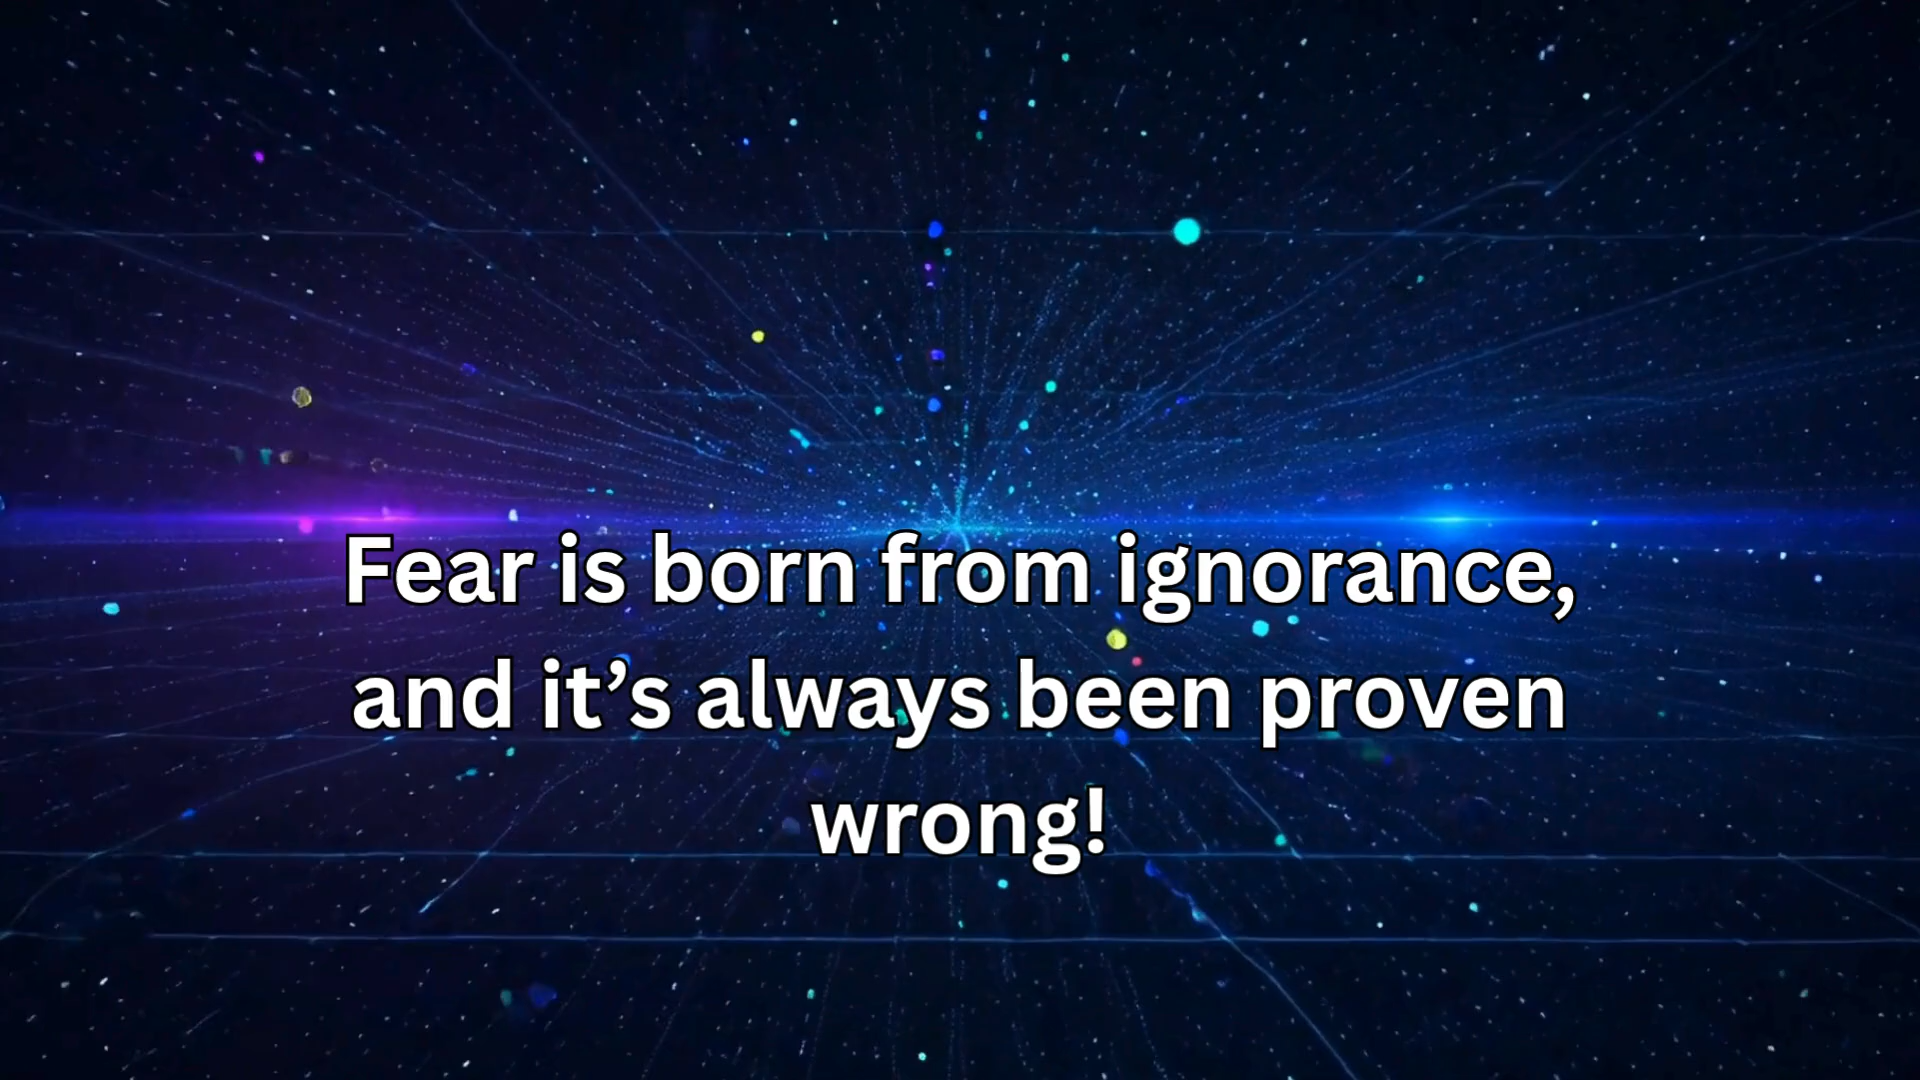 Fear is born from ignorance,
and it’s always been proven
wrong!